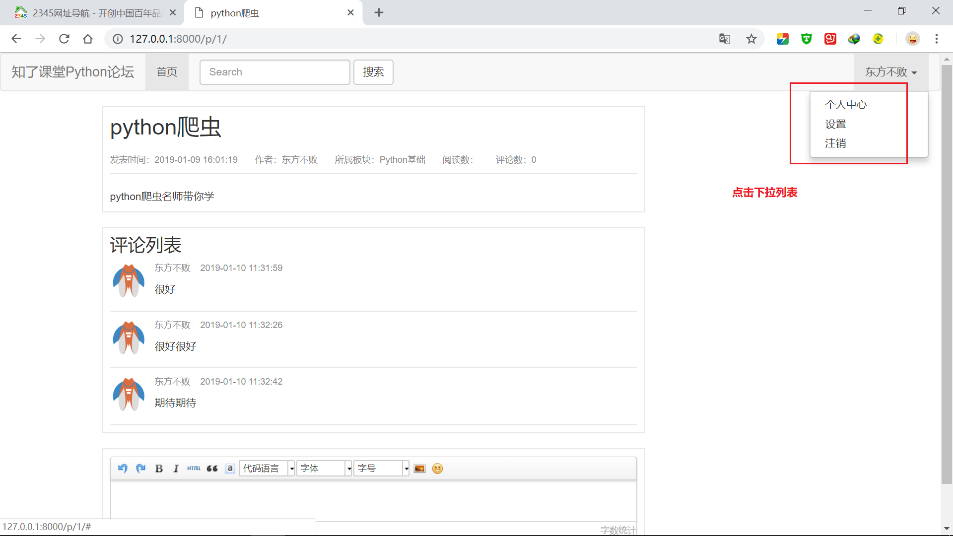 2345网址导航 - 开创中国百年品
python爬虫
127.0.0.1:8000/p/1/
知了课堂Python论坛
首页
Search
搜索
东方不败
个人中心
设置
注销
点击下拉列表
python爬虫
发表时间：2019-01-09 16:01:19 作者：东方不败 所属板块：Python基础 阅读数： 评论数：0
python爬虫名师带你学
评论列表
东方不败 2019-01-10 11:31:59
很好
东方不败 2019-01-10 11:32:26
很好很好
东方不败 2019-01-10 11:32:42
期待期待
B I HTML a 代码语言 字体 字号
字数统计
127.0.0.1:8000/p/1/#